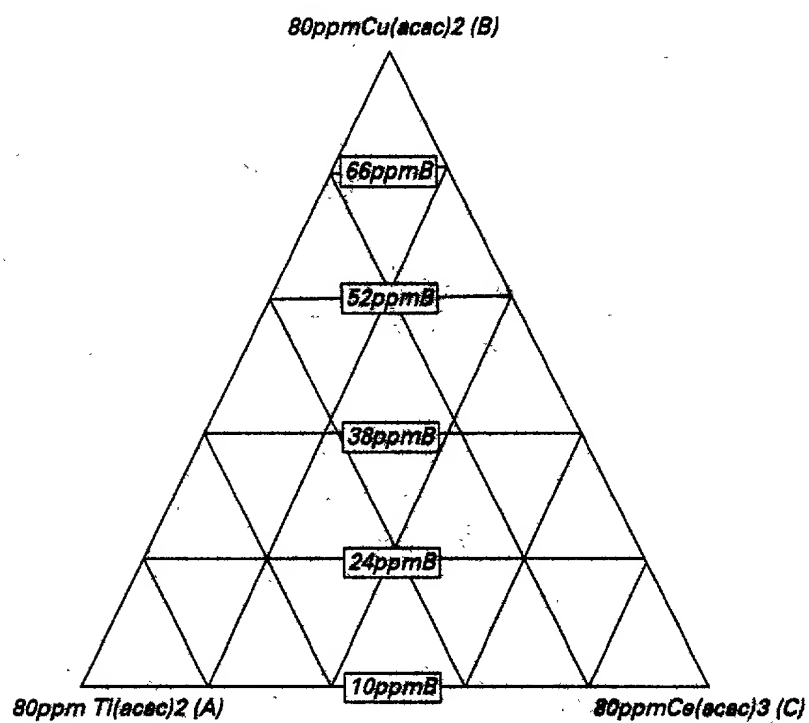 80ppmCu(acac)2 (B)
66ppmB
52ppmB
38ppmB
24ppmB
10ppmB
80ppm Ti(acac)2 (A)
80ppmCe(acac)3 (C)